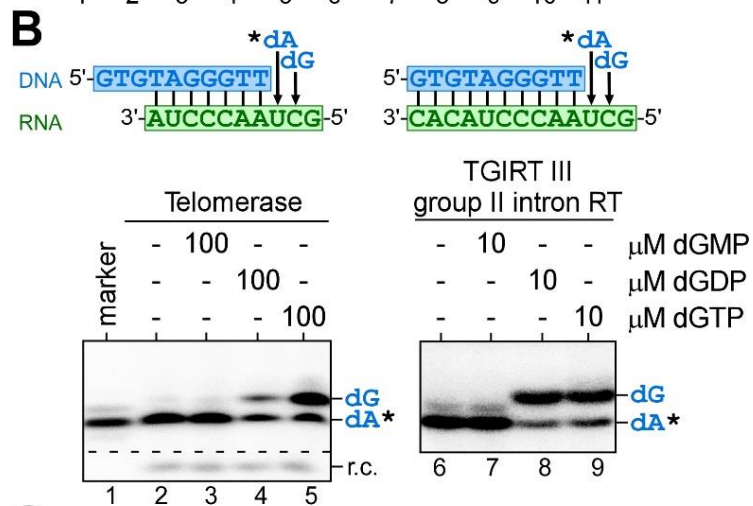 B
*dA
dG
DNA 5'-GTGTAGGGTT
RNA 3'-AUCCCAAUCG-5'
*dA
dG
5'-GTGTAGGGTT
3'-CACAUCCCAAUCG-5'
Telomerase
TGIRT III
group II intron RT
marker
- 100 - - - 10 - - μM dGMP
- - 100 - - - 10 - μM dGDP
- - - 100 - - - 10 μM dGTP
dG
dA*
r.c.
dG
dA*
1 2 3 4 5 6 7 8 9